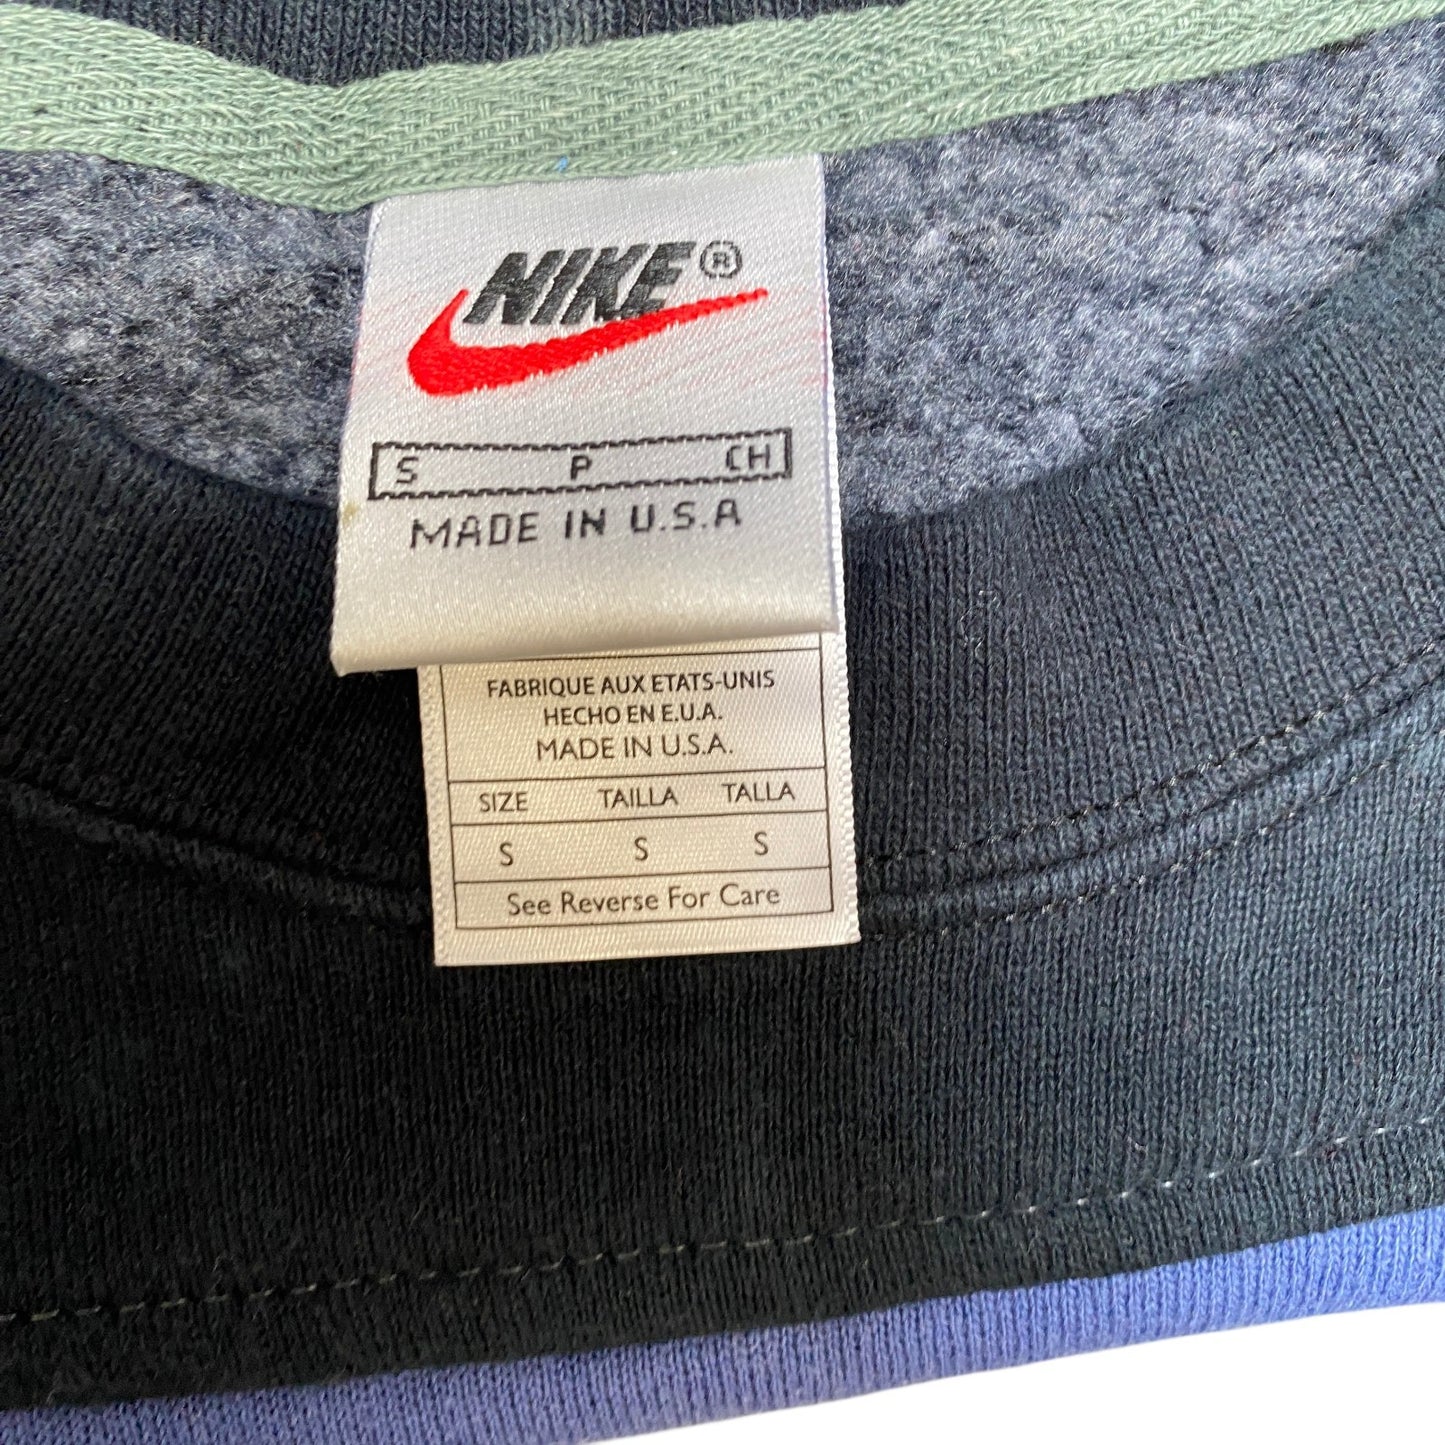 NIKE®
S P CH
MADE IN U.S.A
FABRIQUE AUX ETATS-UNIS
HECHO EN E.U.A.
MADE IN U.S.A.
SIZE TAILLA TALLA
S S S
See Reverse For Care